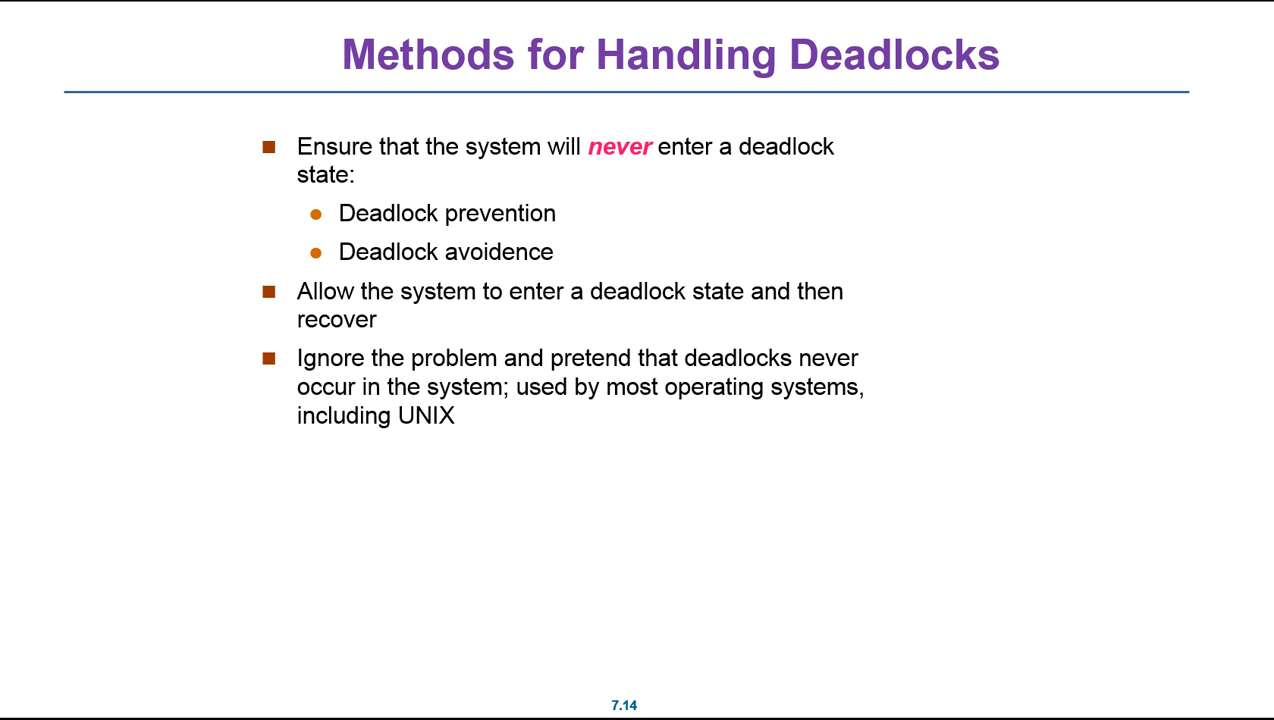 Methods for Handling Deadlocks
Ensure that the system will never enter a deadlock
state:
Deadlock prevention
Deadlock avoidence
Allow the system to enter a deadlock state and then
recover
Ignore the problem and pretend that deadlocks never
occur in the system; used by most operating systems,
including UNIX
7.14